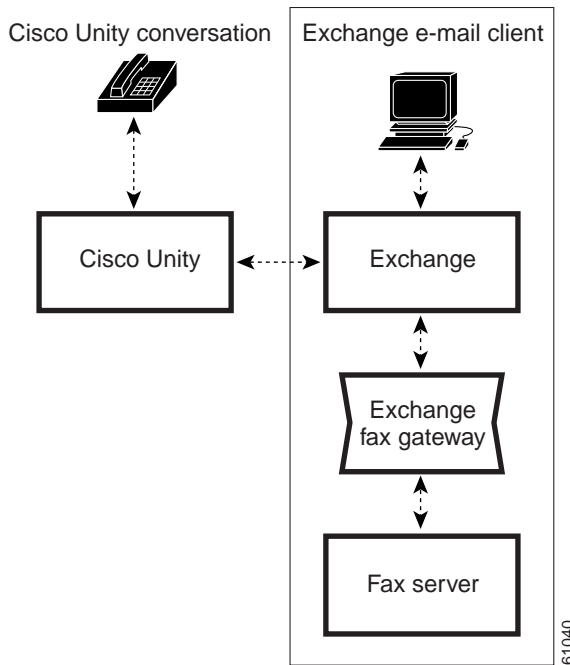 Cisco Unity conversation
Exchange e-mail client
Cisco Unity
Exchange
Exchange
fax gateway
Fax server
61040